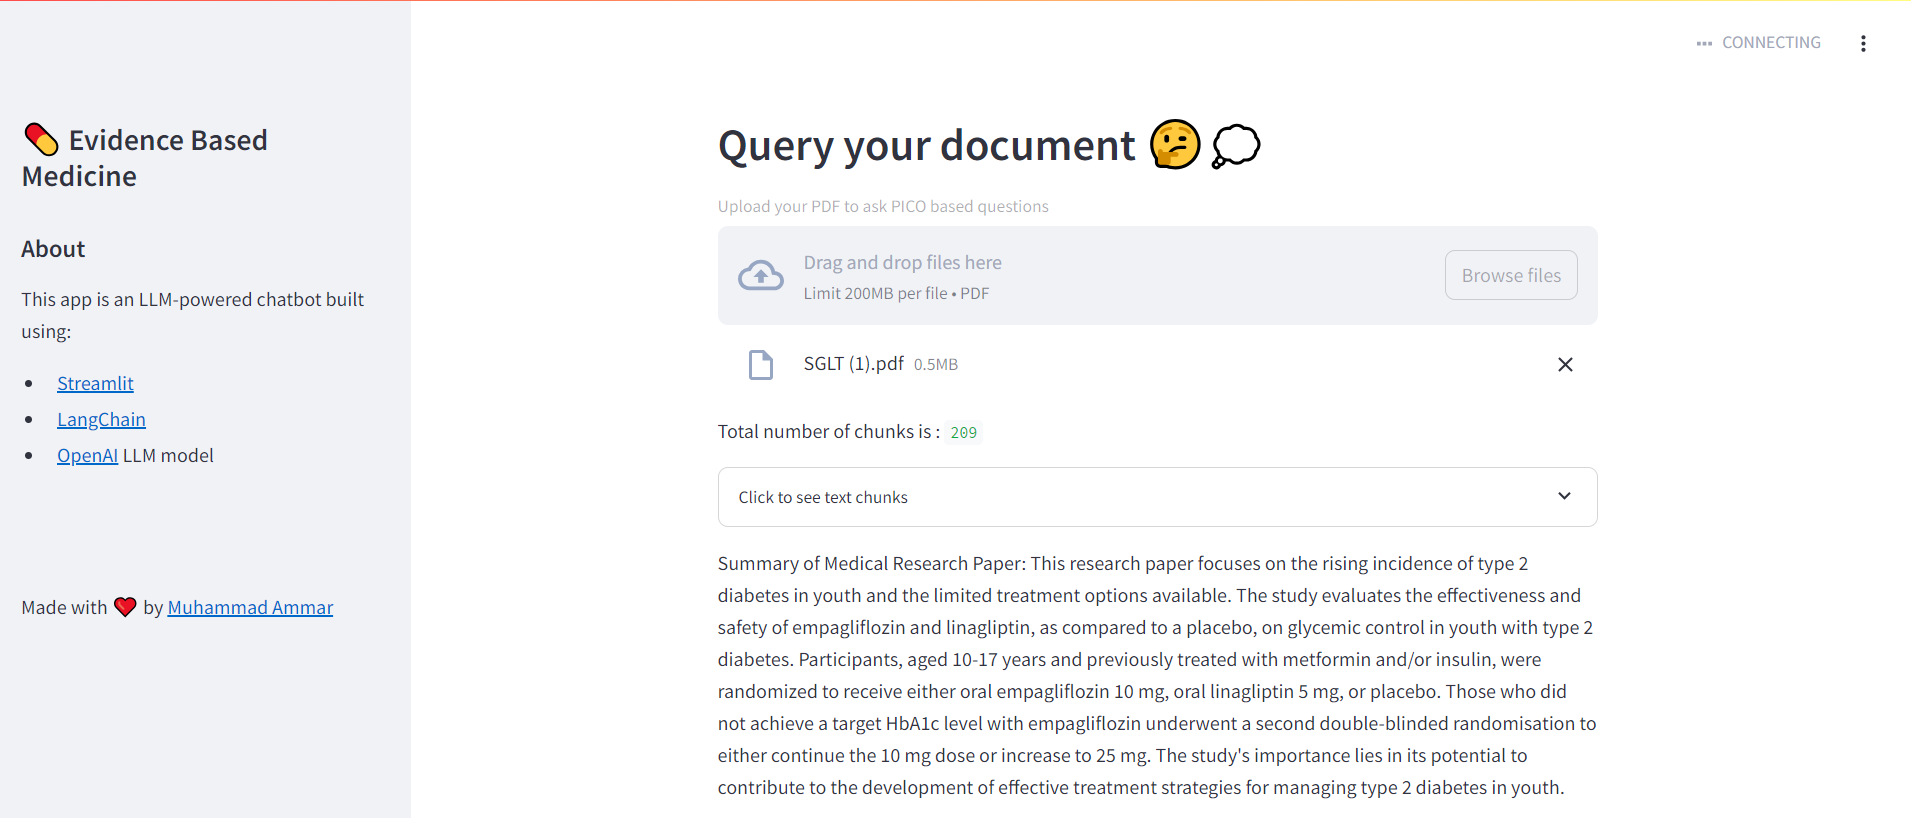 CONNECTING
Evidence Based
Medicine
About
This app is an LLM-powered chatbot built
using:
Streamlit
LangChain
OpenAI LLM model
Made with ❤️ by Muhammad Ammar
Query your document 🤔💭
Upload your PDF to ask PICO based questions
Drag and drop files here
Limit 200MB per file • PDF
Browse files
SGLT (1).pdf 0.5MB
Total number of chunks is : 209
Click to see text chunks
Summary of Medical Research Paper: This research paper focuses on the rising incidence of type 2
diabetes in youth and the limited treatment options available. The study evaluates the effectiveness and
safety of empagliflozin and linagliptin, as compared to a placebo, on glycemic control in youth with type 2
diabetes. Participants, aged 10-17 years and previously treated with metformin and/or insulin, were
randomized to receive either oral empagliflozin 10 mg, oral linagliptin 5 mg, or placebo. Those who did
not achieve a target HbA1c level with empagliflozin underwent a second double-blinded randomisation to
either continue the 10 mg dose or increase to 25 mg. The study's importance lies in its potential to
contribute to the development of effective treatment strategies for managing type 2 diabetes in youth.